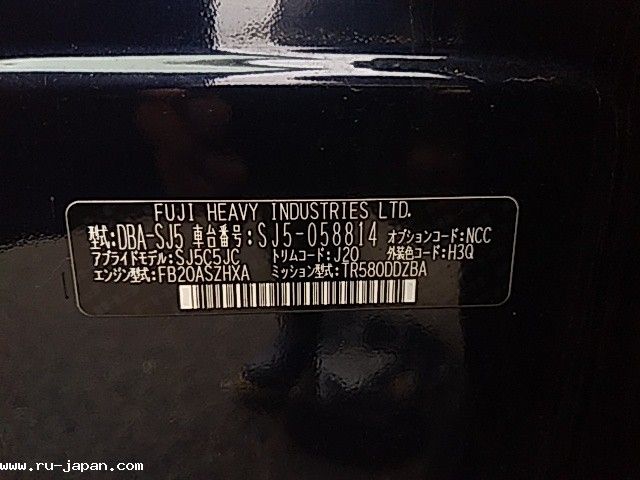 FUJI HEAVY INDUSTRIES LTD.
型式:DBA-SJ5 車台番号:SJ5-058814 オプションコード:NCC
アプライドモデル:SJ5C5JC トリムコード:J20 外装色コード:H3Q
エンジン型式:FB20ASZHXA ミッション型式:TR580DDZBA
www.ru-japan.com